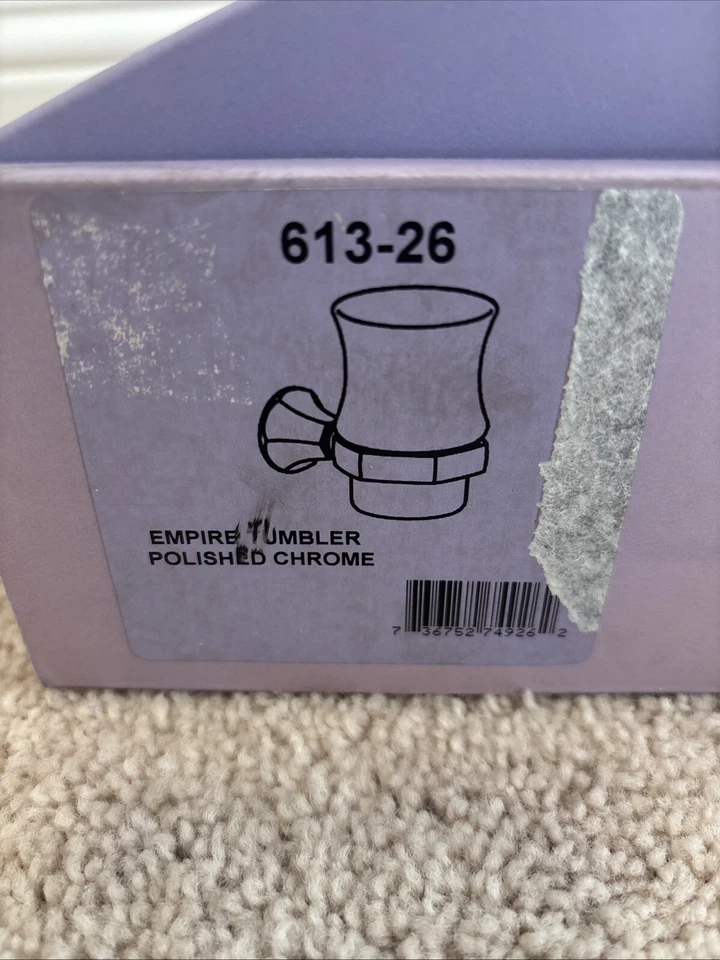 613-26
EMPIRE TUMBLER
POLISHED CHROME
7 36752 74926 2